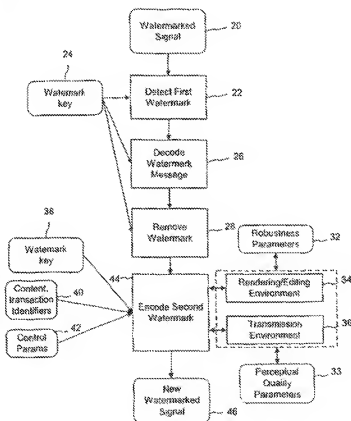 Watermarked
Signal
20
24
Watermark
key
Detect First
Watermark
22
Decode
Watermark
Message
26
Remove
Watermark
28
38
Watermark
key
Robustness
Parameters
32
Content,
transaction
Identifiers
40
44
Encode Second
Watermark
Rendering/Editing
Environment
34
Transmission
Environment
36
Control
Params
42
New
Watermarked
Signal
46
Perceptual
Quality
Parameters
33